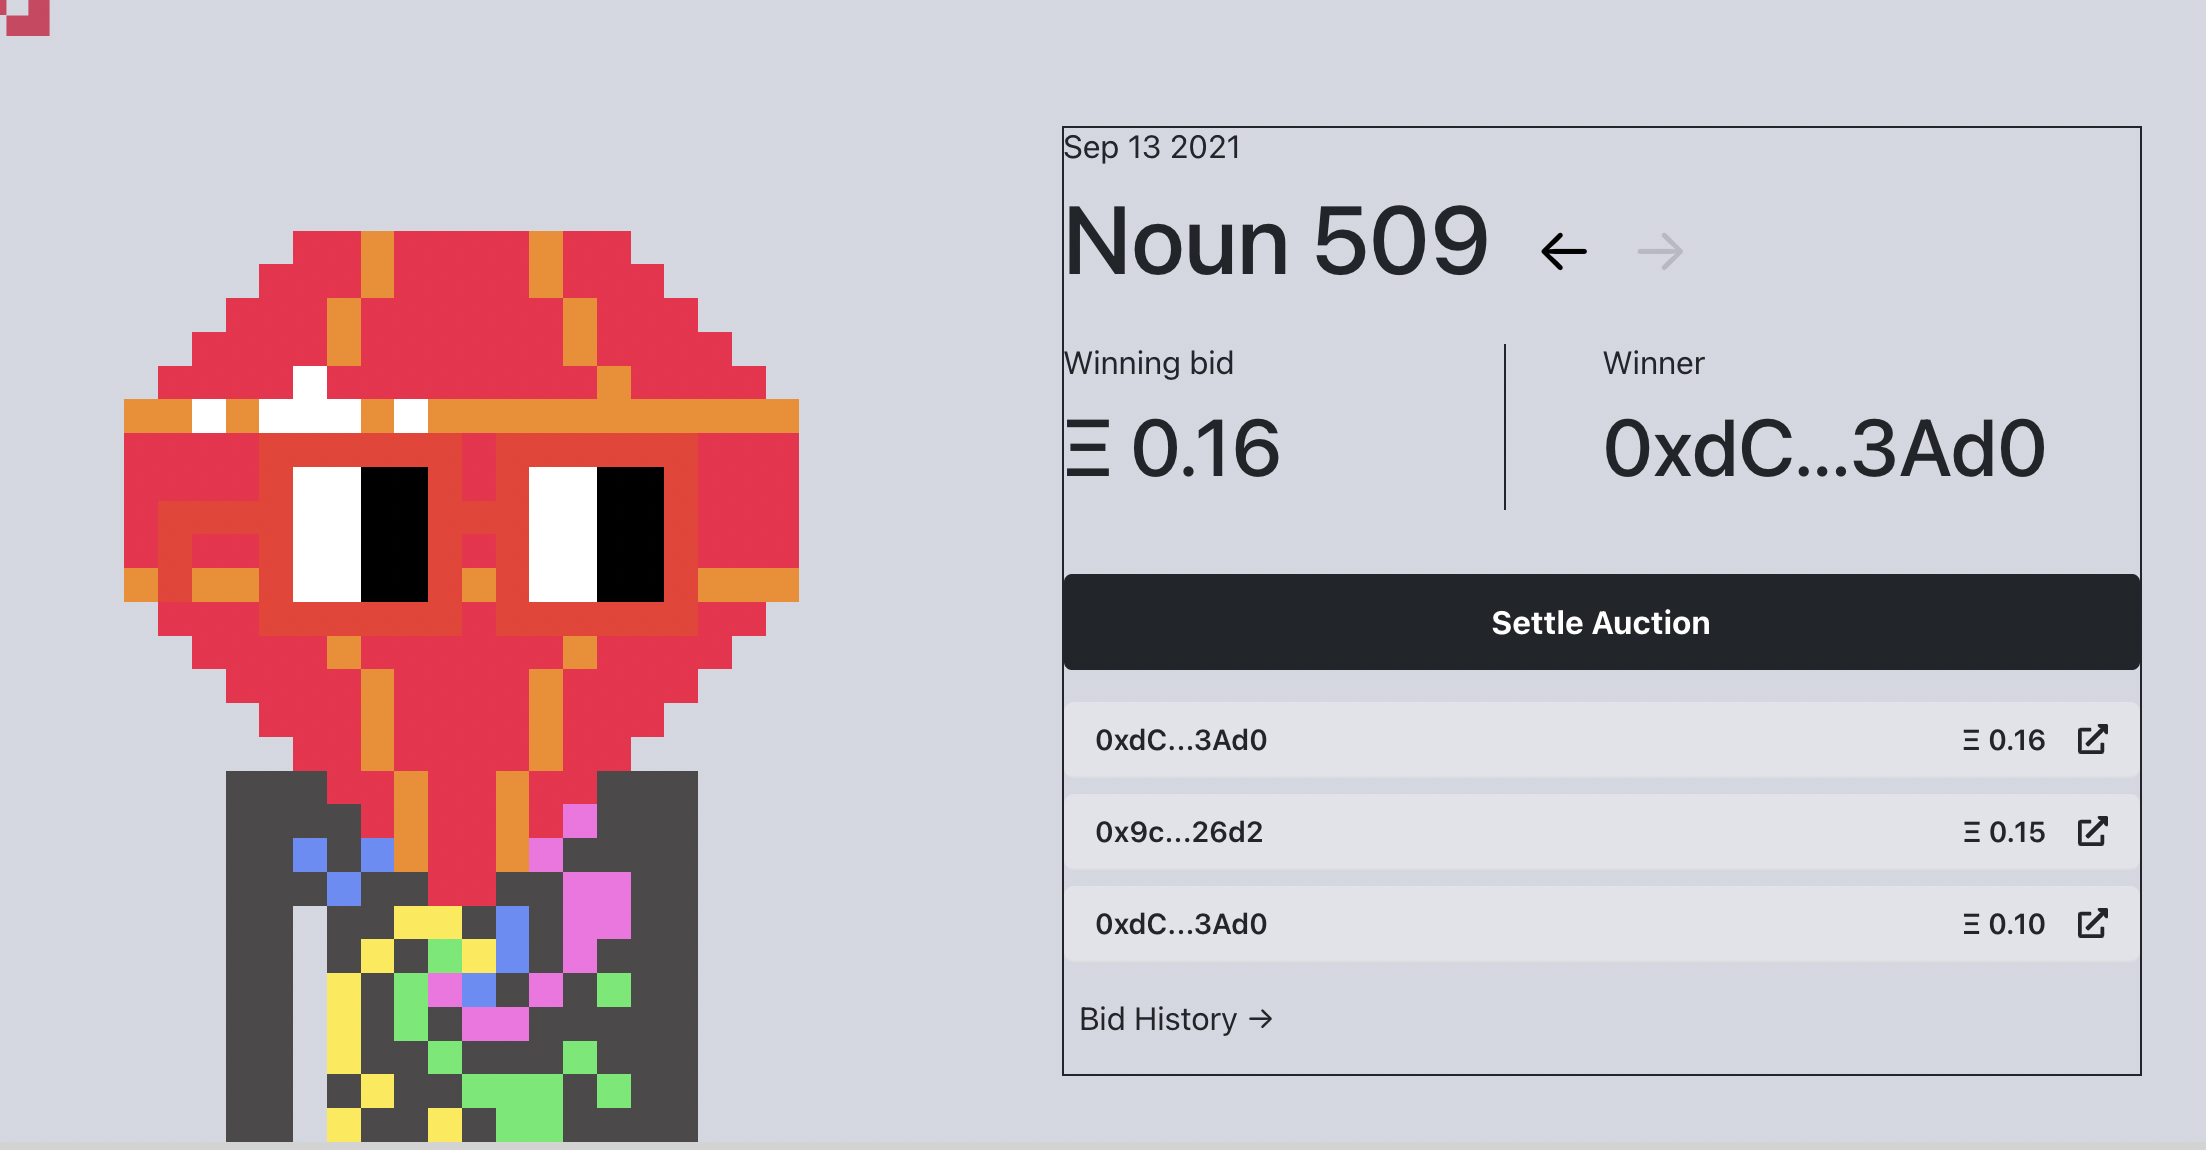 Sep 13 2021
Noun 509 ← →
Winning bid
Ξ 0.16
Winner
0xdC...3Ad0
Settle Auction
0xdC...3Ad0 Ξ 0.16
0x9c...26d2 Ξ 0.15
0xdC...3Ad0 Ξ 0.10
Bid History →